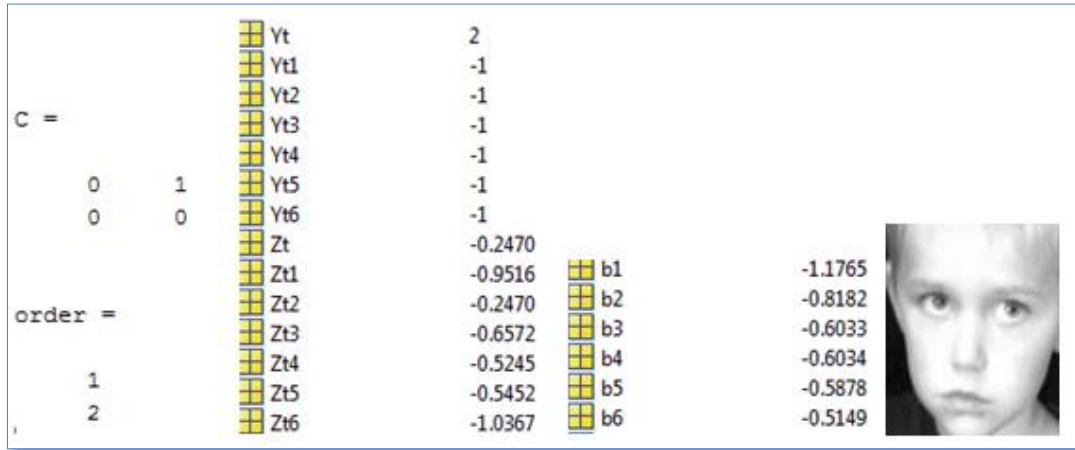 C =
0 1
0 0
order =
1
2
Yt 2
Yt1 -1
Yt2 -1
Yt3 -1
Yt4 -1
Yt5 -1
Yt6 -1
Zt -0.2470
Zt1 -0.9516
Zt2 -0.2470
Zt3 -0.6572
Zt4 -0.5245
Zt5 -0.5452
Zt6 -1.0367
b1 -1.1765
b2 -0.8182
b3 -0.6033
b4 -0.6034
b5 -0.5878
b6 -0.5149